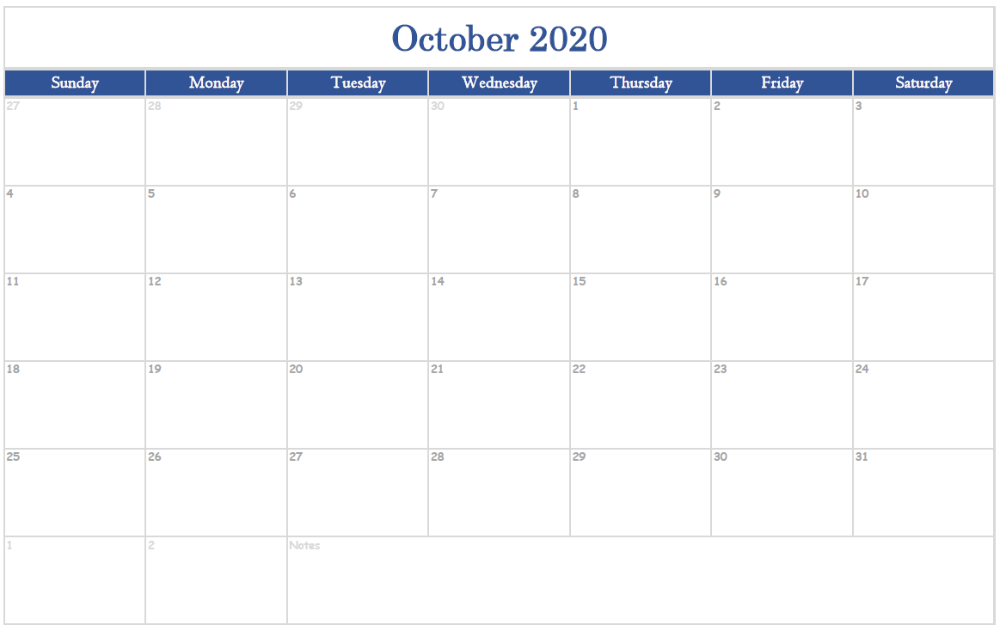 October 2020
Sunday Monday Tuesday Wednesday Thursday Friday Saturday
27 28 29 30 1 2 3
4 5 6 7 8 9 10
11 12 13 14 15 16 17
18 19 20 21 22 23 24
25 26 27 28 29 30 31
1 2 Notes